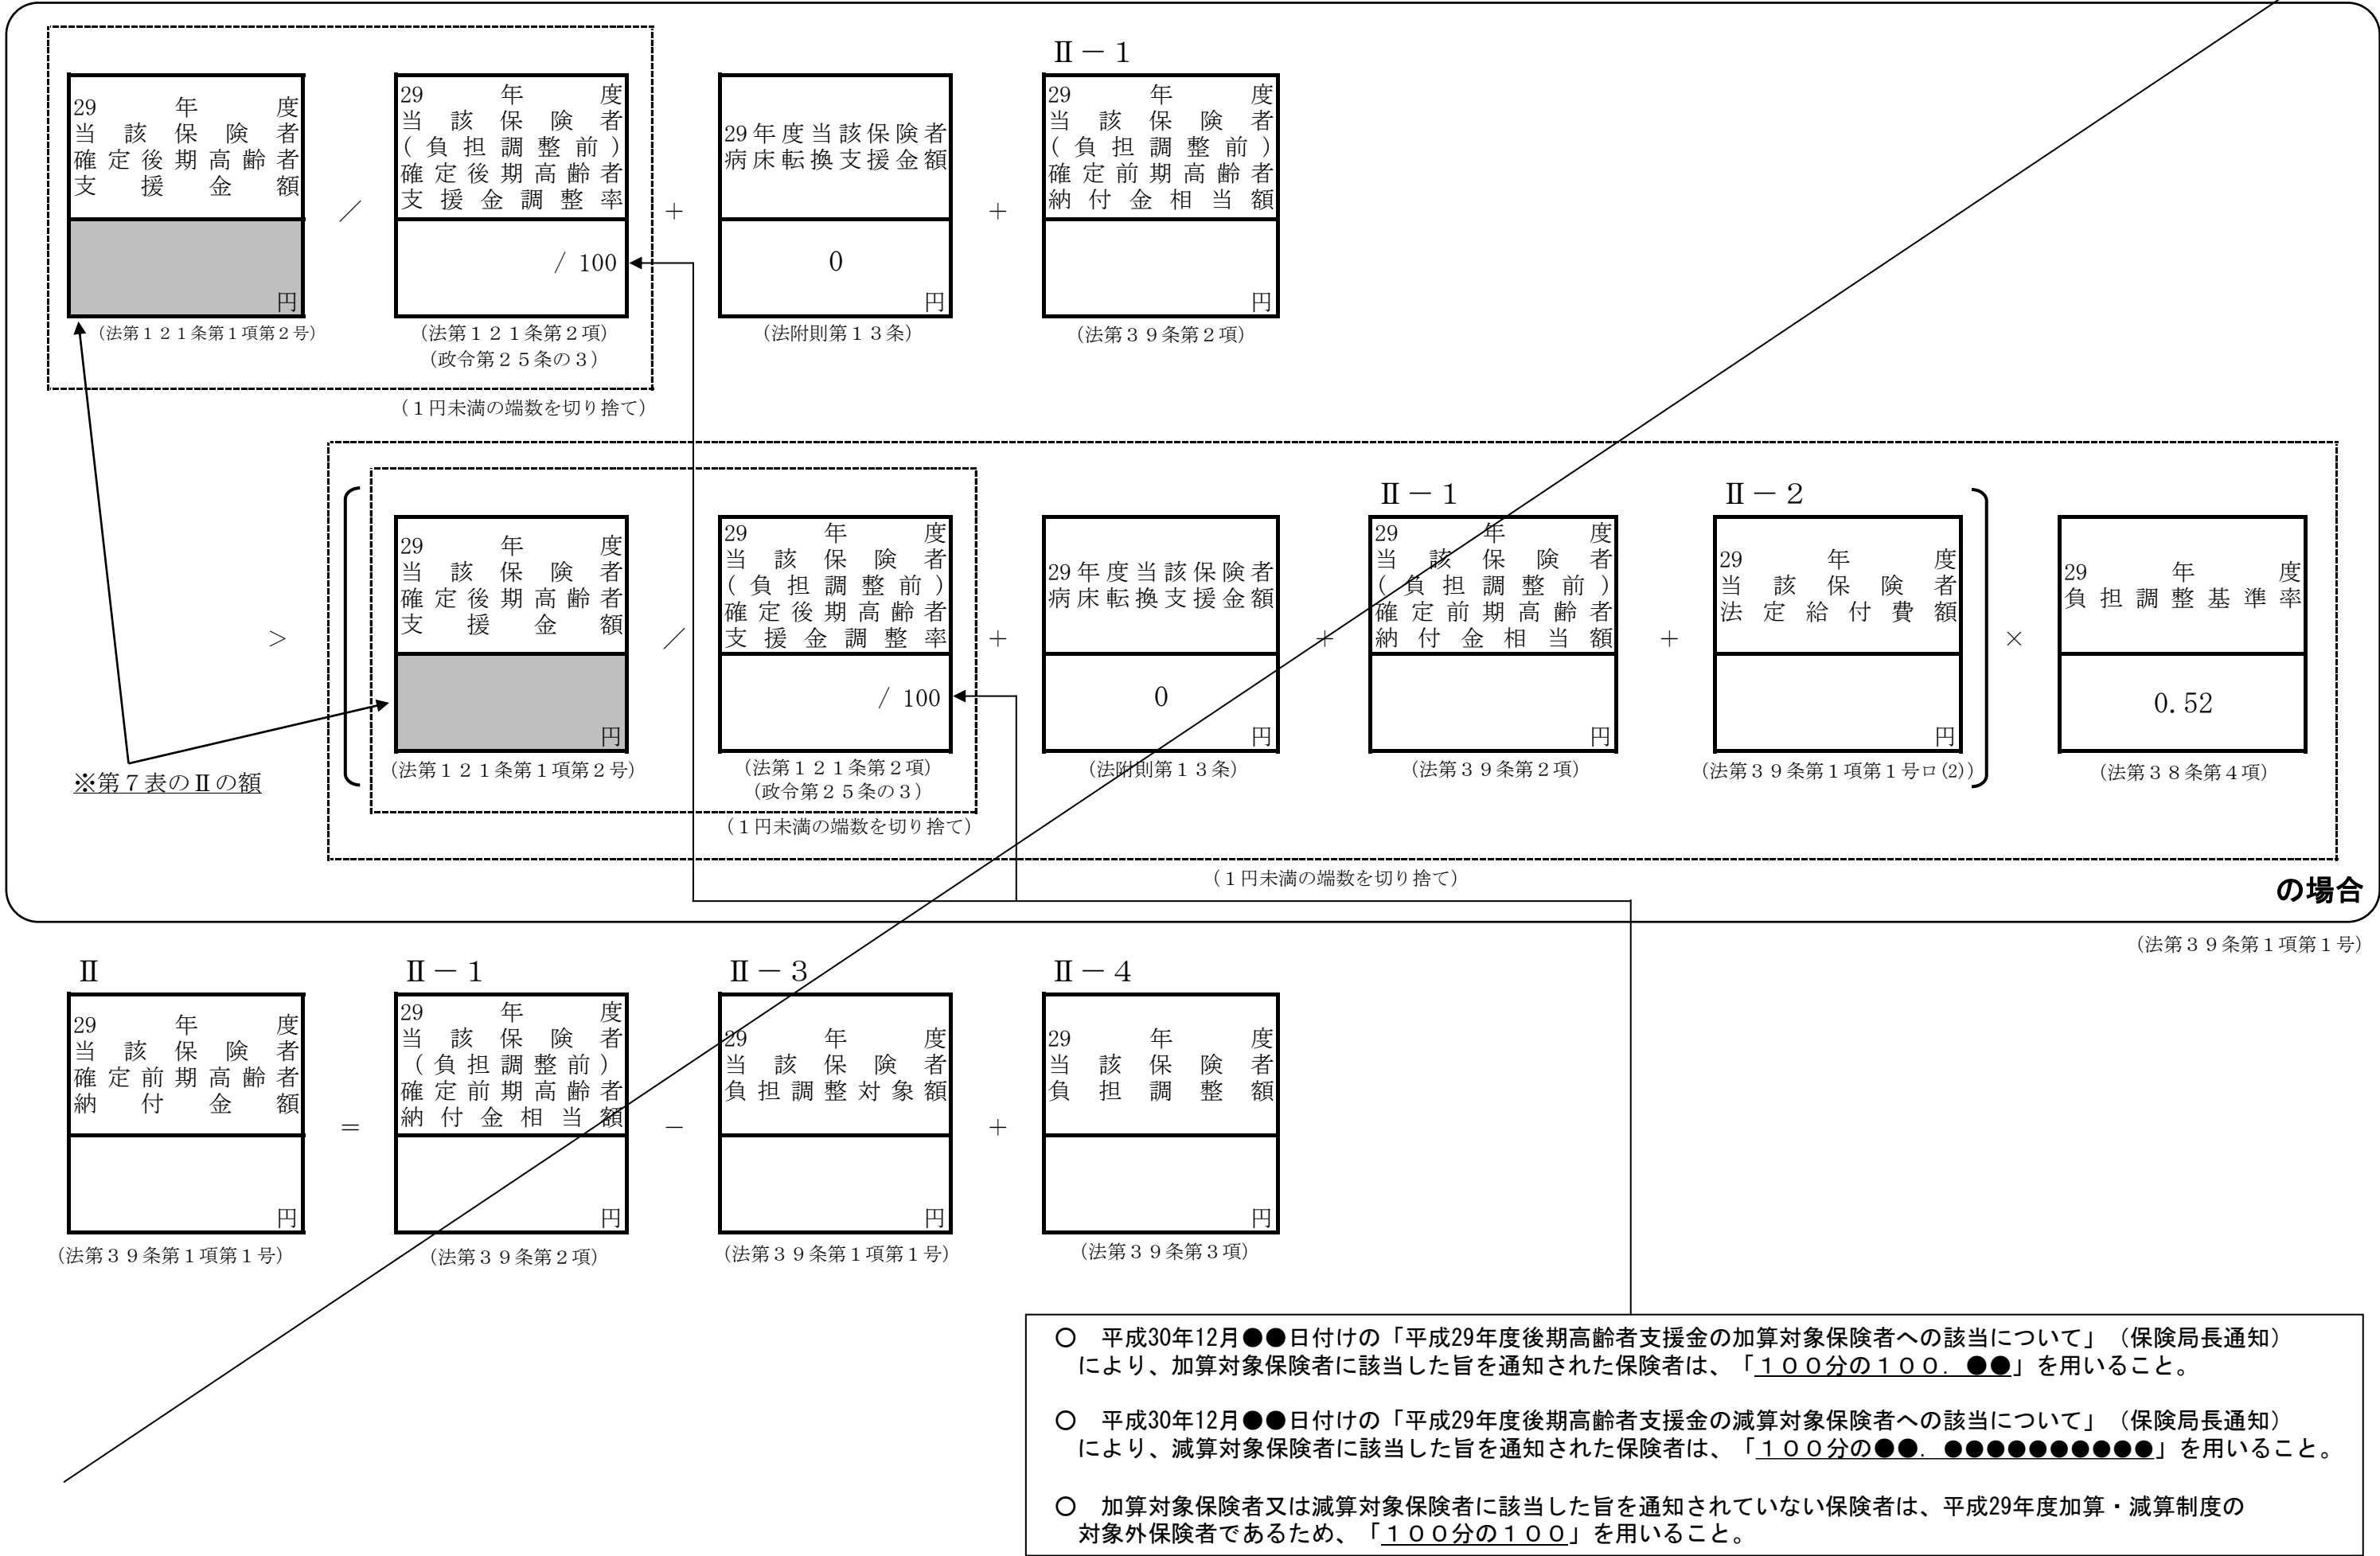 Ⅱ－１
29年度
当該保険者
確定後期高齢者
支援金額
円
（法第１２１条第１項第２号）
／
29年度
当該保険者
(負担調整前)
確定後期高齢者
支援金調整率
/ 100
（法第１２１条第２項）
（政令第２５条の３）
（１円未満の端数を切り捨て）
＋
29年度当該保険者
病床転換支援金額
0
円
（法附則第１３条）
＋
29年度
当該保険者
(負担調整前)
確定前期高齢者
納付金相当額
円
（法第３９条第２項）
＞
29年度
当該保険者
確定後期高齢者
支援金額
円
（法第１２１条第１項第２号）
／
29年度
当該保険者
(負担調整前)
確定後期高齢者
支援金調整率
/ 100
（法第１２１条第２項）
（政令第２５条の３）
（１円未満の端数を切り捨て）
＋
29年度当該保険者
病床転換支援金額
0
円
（法附則第１３条）
＋
Ⅱ－１
29年度
当該保険者
(負担調整前)
確定前期高齢者
納付金相当額
円
（法第３９条第２項）
＋
Ⅱ－２
29年度
当該保険者
法定給付費額
円
（法第３９条第１項第１号ロ(2)）
×
29年度
負担調整基準率
0.52
（法第３８条第４項）
※第７表のⅡの額
（１円未満の端数を切り捨て）
の場合
（法第３９条第１項第１号）
Ⅱ
29年度
当該保険者
確定前期高齢者
納付金額
円
（法第３９条第１項第１号）
＝
Ⅱ－１
29年度
当該保険者
（負担調整前）
確定前期高齢者
納付金相当額
円
（法第３９条第２項）
－
Ⅱ－３
29年度
当該保険者
負担調整対象額
円
（法第３９条第１項第１号）
＋
Ⅱ－４
29年度
当該保険者
負担調整額
円
（法第３９条第３項）
○　平成30年12月●●日付けの「平成29年度後期高齢者支援金の加算対象保険者への該当について」（保険局長通知）
により、加算対象保険者に該当した旨を通知された保険者は、「１００分の１００．●●」を用いること。
○　平成30年12月●●日付けの「平成29年度後期高齢者支援金の減算対象保険者への該当について」（保険局長通知）
により、減算対象保険者に該当した旨を通知された保険者は、「１００分の●●．●●●●●●●●●●」を用いること。
○　加算対象保険者又は減算対象保険者に該当した旨を通知されていない保険者は、平成29年度加算・減算制度の
対象外保険者であるため、「１００分の１００」を用いること。